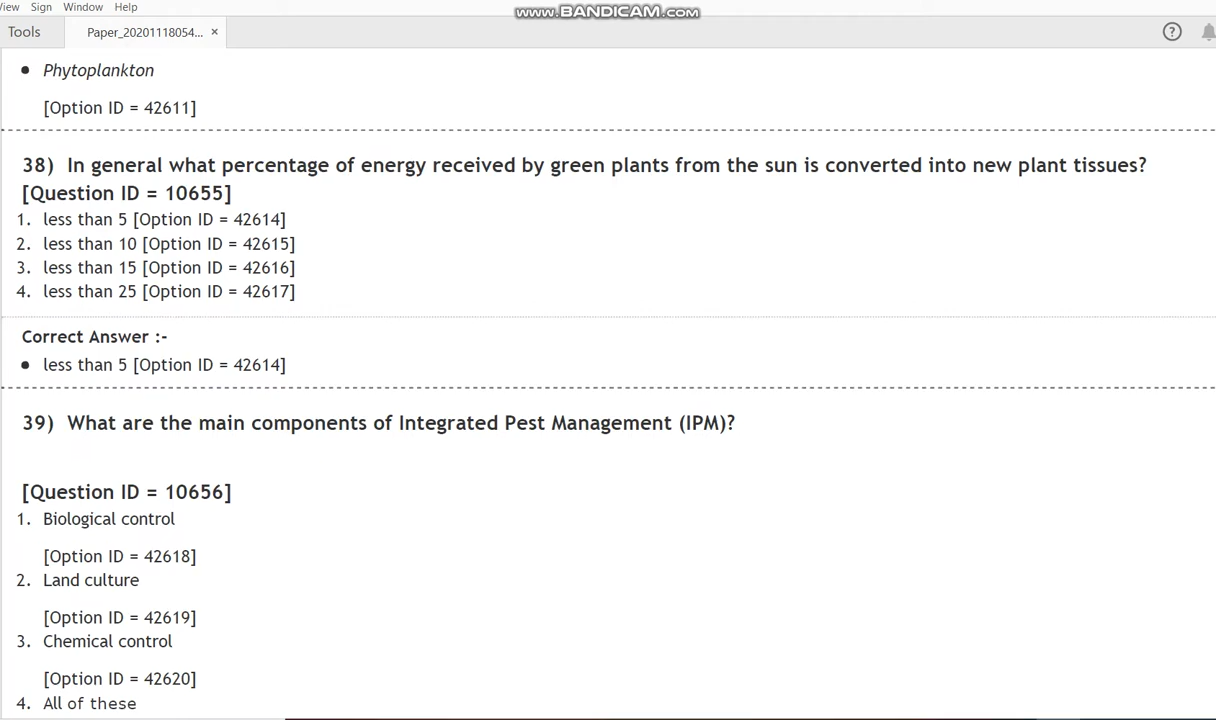 View Sign Window Help
www.BANDICAM.com
Tools Paper_20201118054... × ?
• Phytoplankton
[Option ID = 42611]
38) In general what percentage of energy received by green plants from the sun is converted into new plant tissues?
[Question ID = 10655]
1. less than 5 [Option ID = 42614]
2. less than 10 [Option ID = 42615]
3. less than 15 [Option ID = 42616]
4. less than 25 [Option ID = 42617]
Correct Answer :-
• less than 5 [Option ID = 42614]
39) What are the main components of Integrated Pest Management (IPM)?
[Question ID = 10656]
1. Biological control
[Option ID = 42618]
2. Land culture
[Option ID = 42619]
3. Chemical control
[Option ID = 42620]
4. All of these